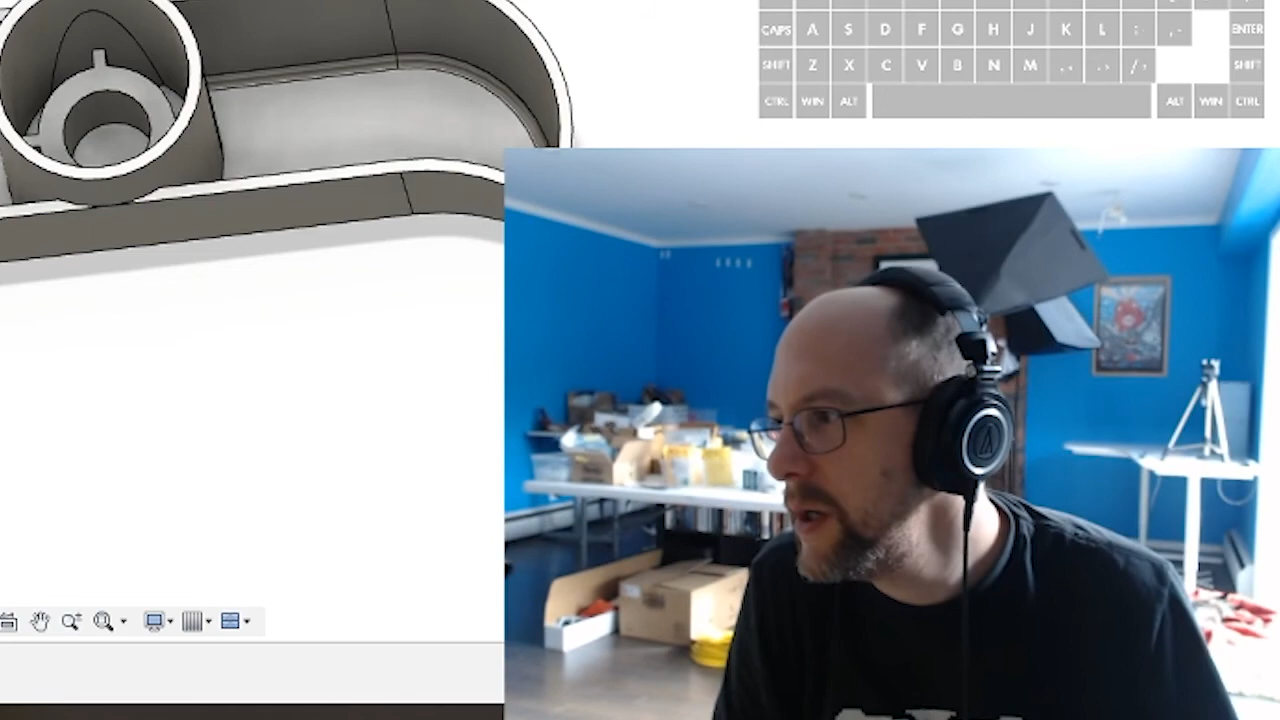 CAPS A S D F G H J K L : , - ENTER
SHIFT Z X C V B N M , < . > / ? SHIFT
CTRL WIN ALT ALT WIN CTRL